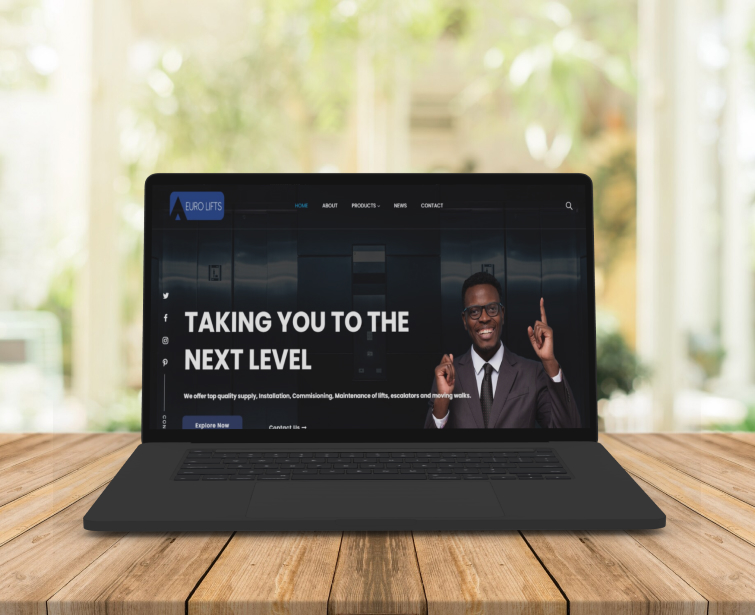 EURO LIFTS
HOME ABOUT PRODUCTS NEWS CONTACT
TAKING YOU TO THE
NEXT LEVEL
We offer top quality supply, Installation, Commisioning, Maintenance of lifts, escalators and moving walks.
Explore Now Contact Us →